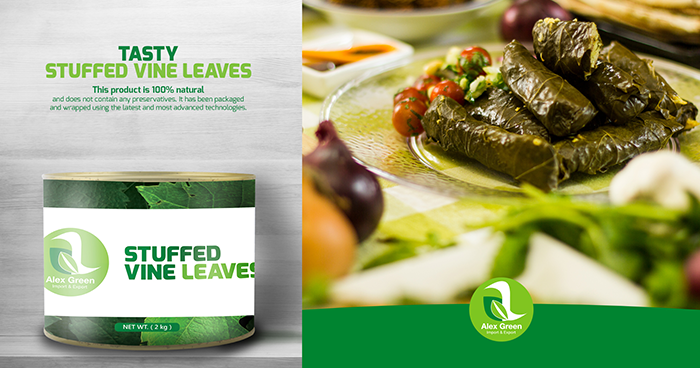 TASTY
STUFFED VINE LEAVES
This product is 100% natural
and does not contain any preservatives. It has been packaged
and wrapped using the latest and most advanced technologies.
Alex Green
Import & Export
STUFFED
VINE LEAVES
NET WT. ( 2 kg )
Alex Green
Import & Export